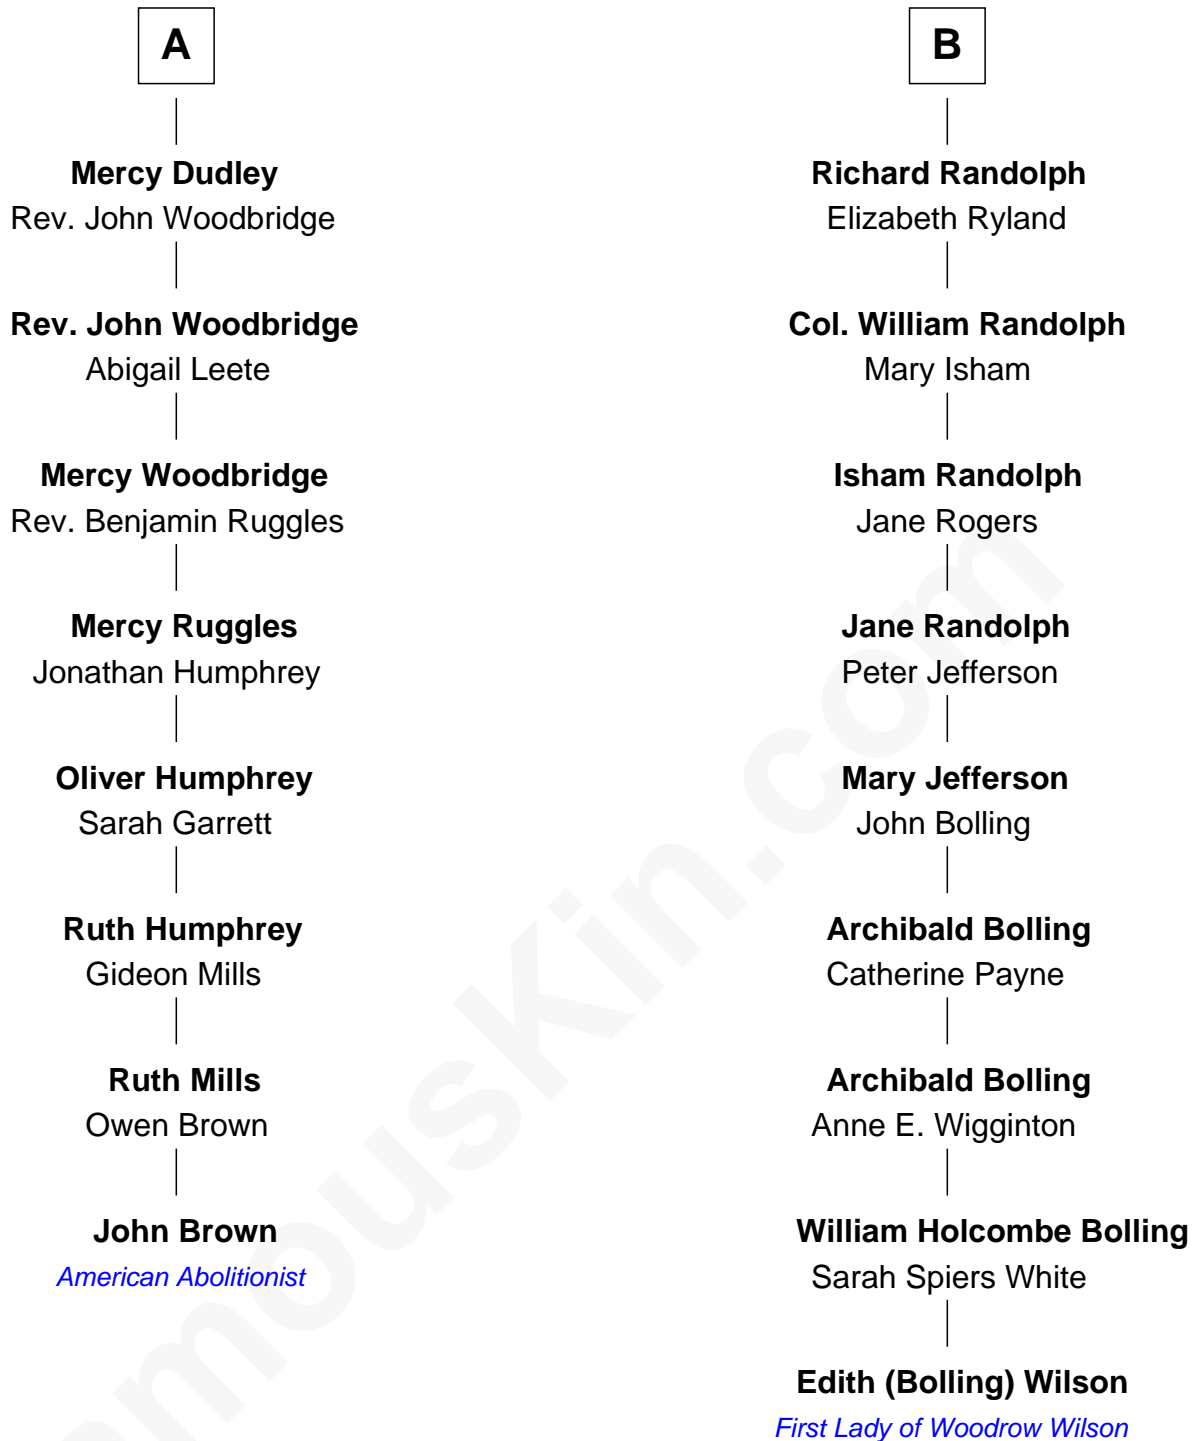 A
Mercy Dudley
Rev. John Woodbridge
Rev. John Woodbridge
Abigail Leete
Mercy Woodbridge
Rev. Benjamin Ruggles
Mercy Ruggles
Jonathan Humphrey
Oliver Humphrey
Sarah Garrett
Ruth Humphrey
Gideon Mills
Ruth Mills
Owen Brown
John Brown
American Abolitionist
B
Richard Randolph
Elizabeth Ryland
Col. William Randolph
Mary Isham
Isham Randolph
Jane Rogers
Jane Randolph
Peter Jefferson
Mary Jefferson
John Bolling
Archibald Bolling
Catherine Payne
Archibald Bolling
Anne E. Wigginton
William Holcombe Bolling
Sarah Spiers White
Edith (Bolling) Wilson
First Lady of Woodrow Wilson
amousKin.com